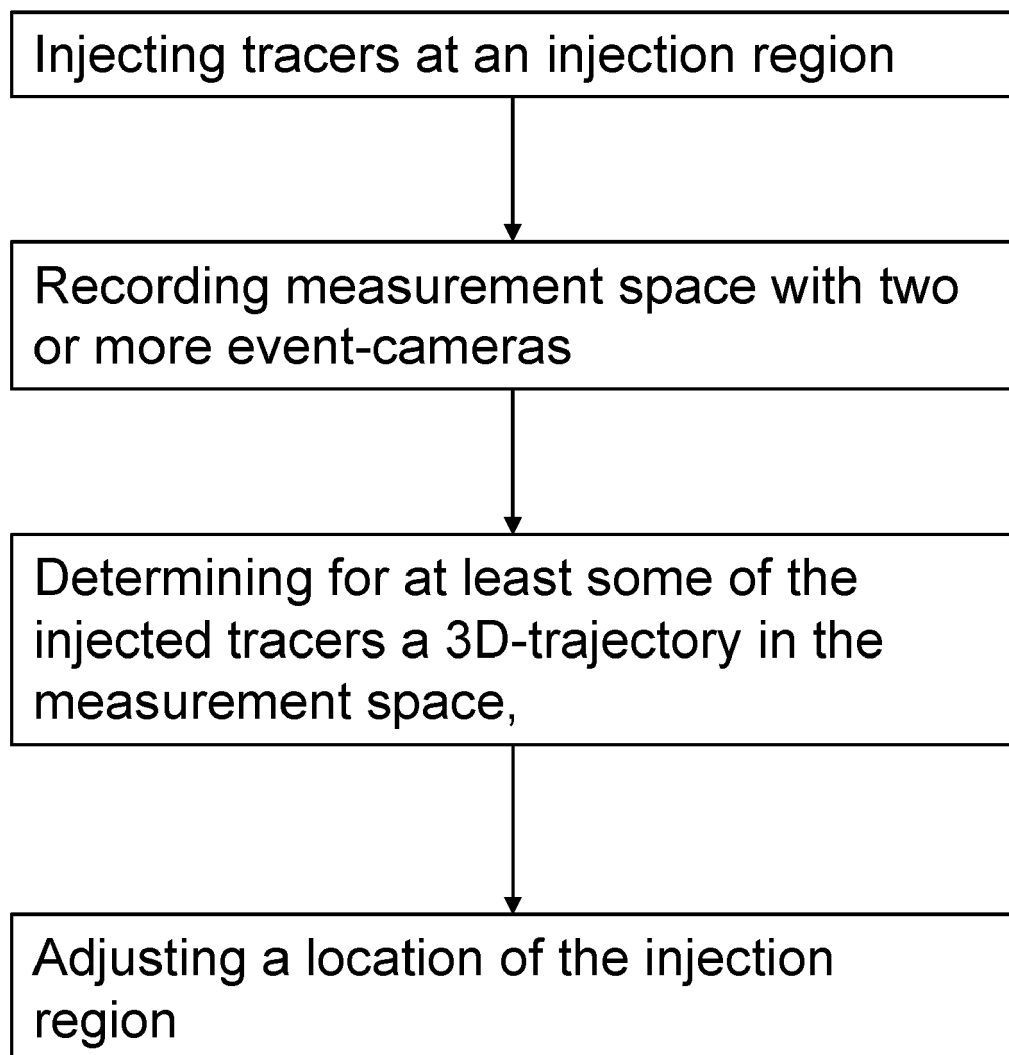 Injecting tracers at an injection region
Recording measurement space with two
or more event-cameras
Determining for at least some of the
injected tracers a 3D-trajectory in the
measurement space,
Adjusting a location of the injection
region